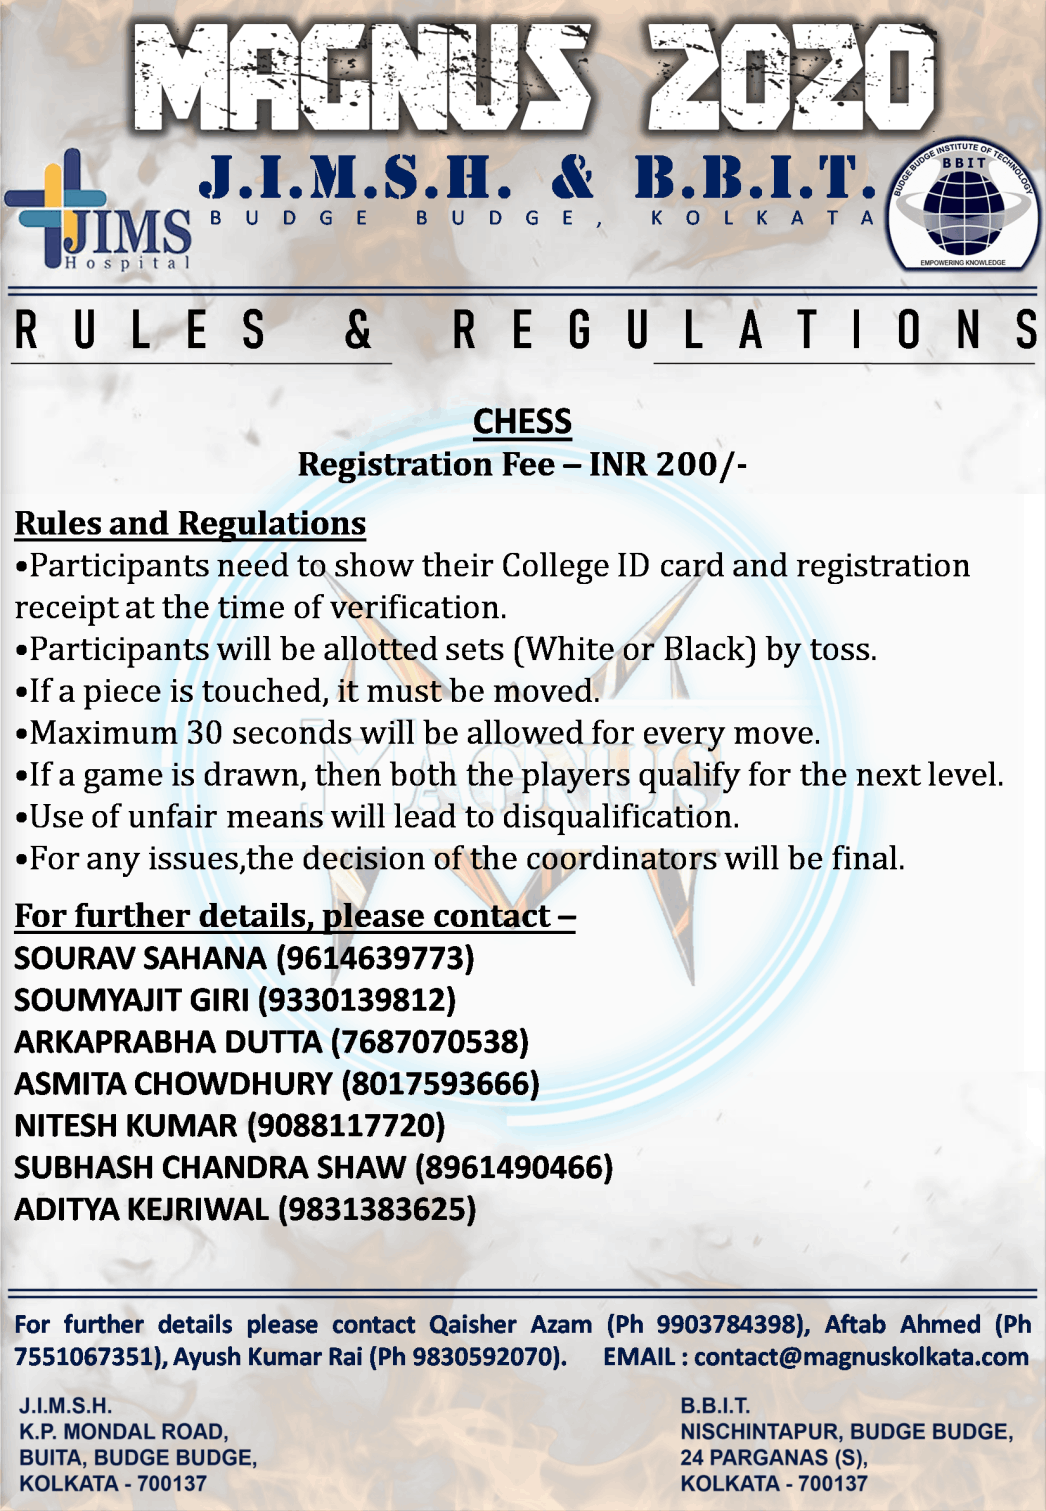 MAGNUS 2020
J.I.M.S.H. & B.B.I.T.
BUDGE BUDGE, KOLKATA
JIMS
Hospital
BUDGE BUDGE INSTITUTE OF TECHNOLOGY
BBIT
EMPOWERING KNOWLEDGE
RULES & REGULATIONS
CHESS
Registration Fee – INR 200/-
Rules and Regulations
•Participants need to show their College ID card and registration
receipt at the time of verification.
•Participants will be allotted sets (White or Black) by toss.
•If a piece is touched, it must be moved.
•Maximum 30 seconds will be allowed for every move.
•If a game is drawn, then both the players qualify for the next level.
•Use of unfair means will lead to disqualification.
•For any issues,the decision of the coordinators will be final.
MAGNUS
For further details, please contact –
SOURAV SAHANA (9614639773)
SOUMYAJIT GIRI (9330139812)
ARKAPRABHA DUTTA (7687070538)
ASMITA CHOWDHURY (8017593666)
NITESH KUMAR (9088117720)
SUBHASH CHANDRA SHAW (8961490466)
ADITYA KEJRIWAL (9831383625)
For further details please contact Qaisher Azam (Ph 9903784398), Aftab Ahmed (Ph
7551067351), Ayush Kumar Rai (Ph 9830592070). EMAIL : contact@magnuskolkata.com
J.I.M.S.H.
K.P. MONDAL ROAD,
BUITA, BUDGE BUDGE,
KOLKATA - 700137
B.B.I.T.
NISCHINTAPUR, BUDGE BUDGE,
24 PARGANAS (S),
KOLKATA - 700137